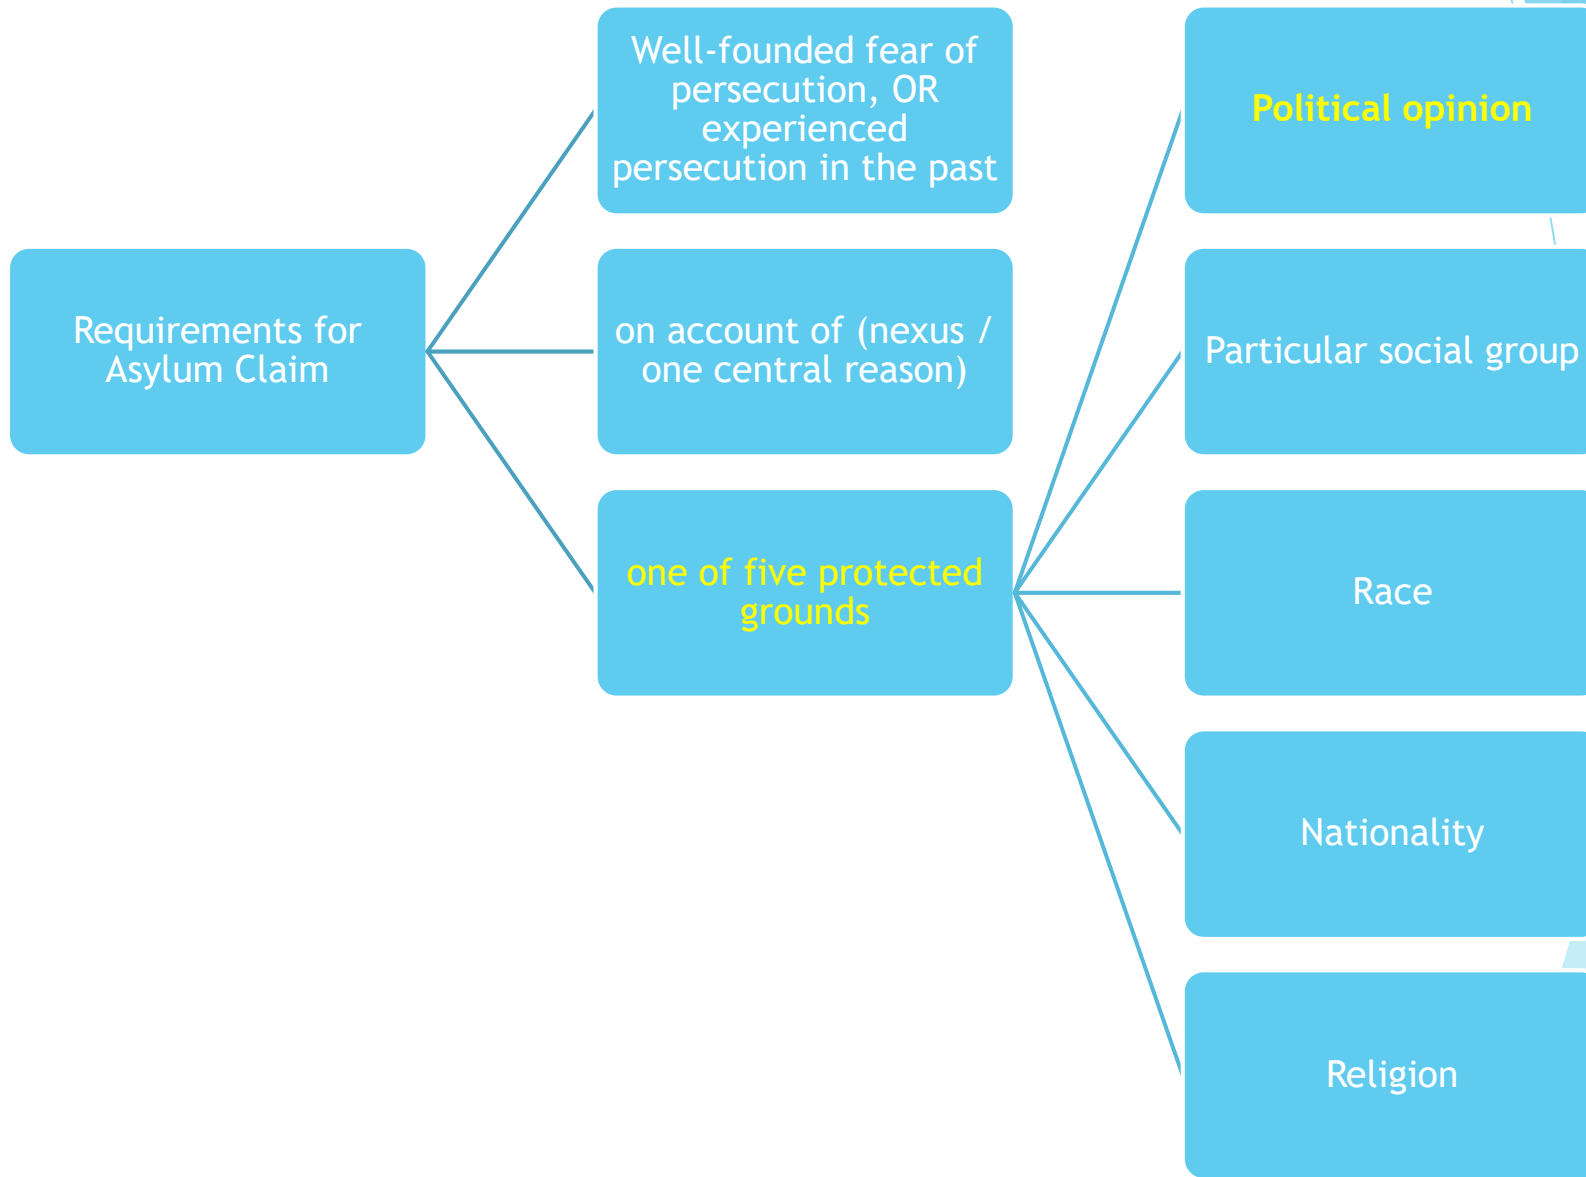 Requirements for
Asylum Claim
Well-founded fear of
persecution, OR
experienced
persecution in the past
on account of (nexus /
one central reason)
one of five protected
grounds
Political opinion
Particular social group
Race
Nationality
Religion